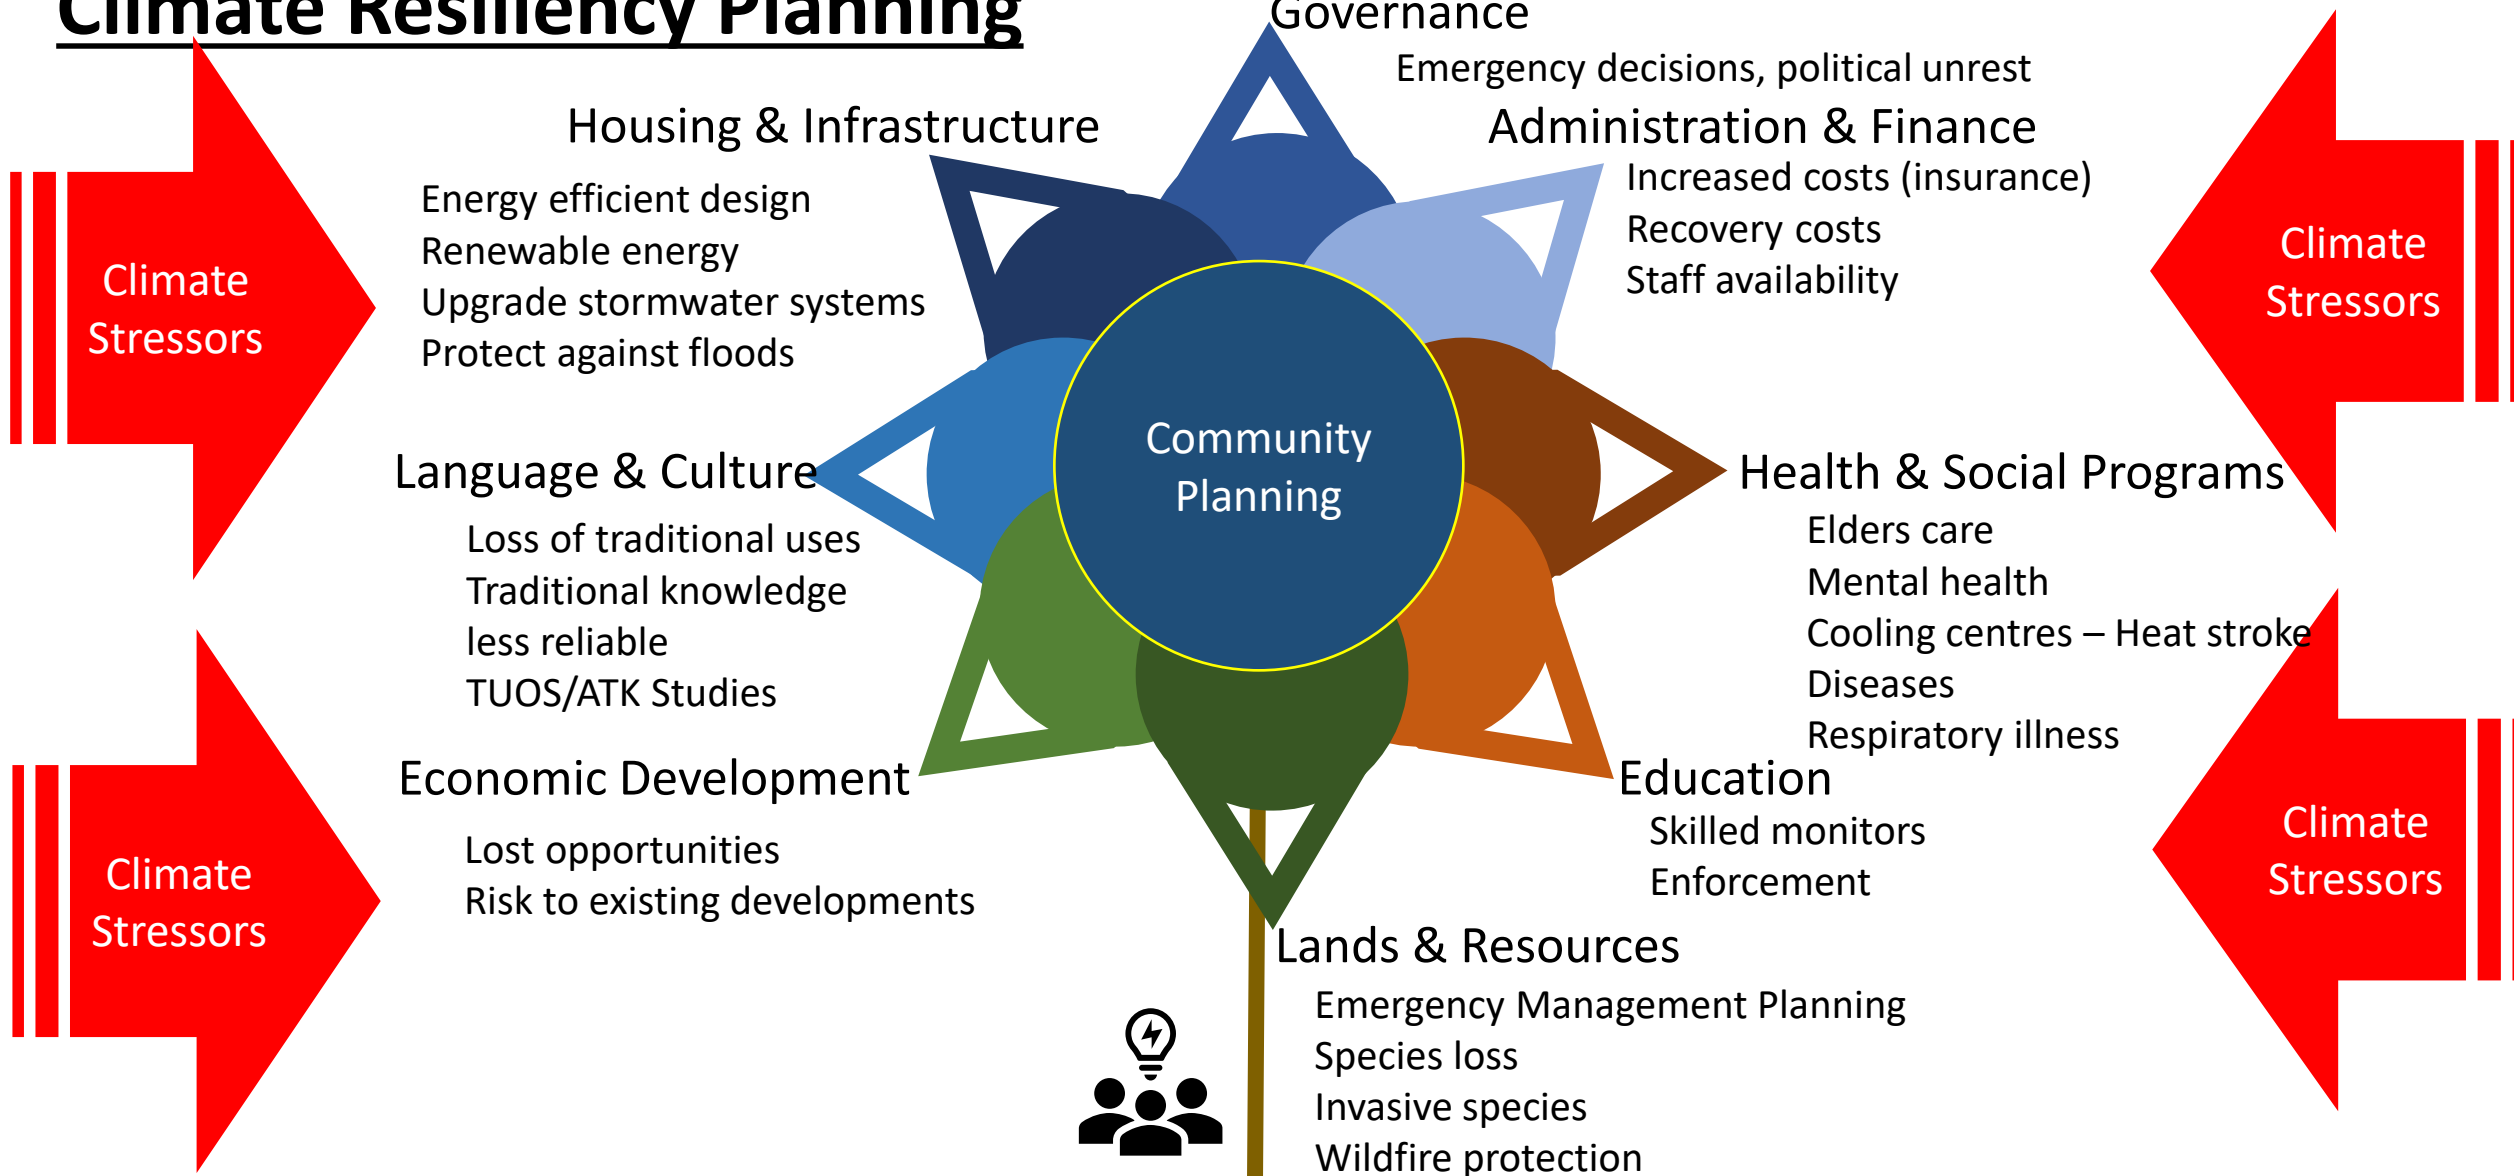 Climate Resiliency Planning
Governance
Emergency decisions, political unrest
Housing & Infrastructure
Energy efficient design
Renewable energy
Upgrade stormwater systems
Protect against floods
Administration & Finance
Increased costs (insurance)
Recovery costs
Staff availability
Climate
Stressors
Climate
Stressors
Community
Planning
Language & Culture
Loss of traditional uses
Traditional knowledge
less reliable
TUOS/ATK Studies
Health & Social Programs
Elders care
Mental health
Cooling centres – Heat stroke
Diseases
Respiratory illness
Economic Development
Lost opportunities
Risk to existing developments
Education
Skilled monitors
Enforcement
Climate
Stressors
Climate
Stressors
Lands & Resources
Emergency Management Planning
Species loss
Invasive species
Wildfire protection